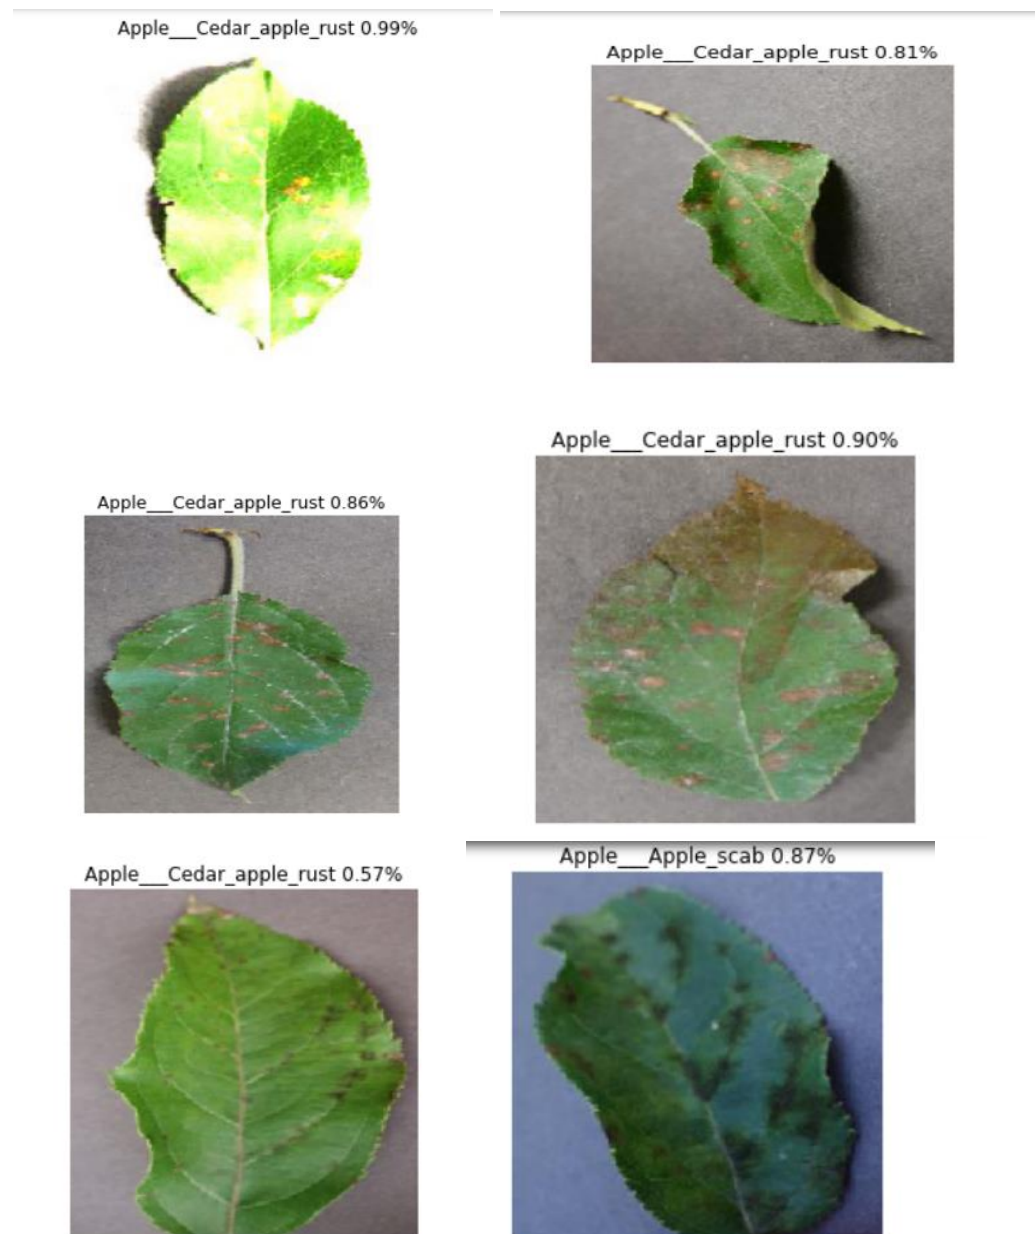 Apple___Cedar_apple_rust 0.99%
Apple___Cedar_apple_rust 0.81%
Apple___Cedar_apple_rust 0.86%
Apple___Cedar_apple_rust 0.90%
Apple___Cedar_apple_rust 0.57%
Apple___Apple_scab 0.87%